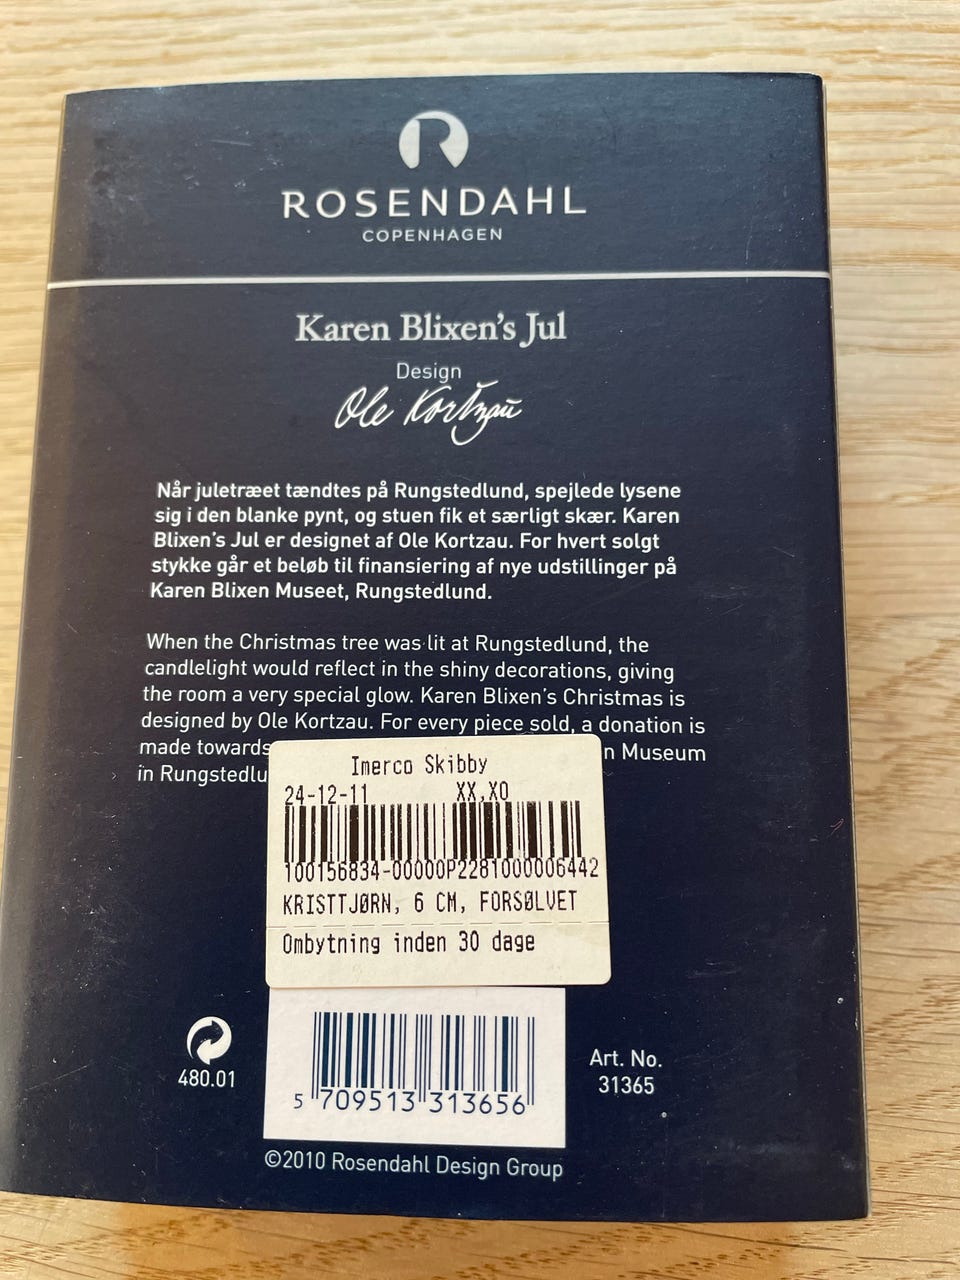 R
ROSENDAHL
COPENHAGEN
Karen Blixen's Jul
Design
Ole Kortzau
Når juletræet tændtes på Rungstedlund, spejlede lysene
sig i den blanke pynt, og stuen fik et særligt skær. Karen
Blixen's Jul er designet af Ole Kortzau. For hvert solgt
stykke går et beløb til finansiering af nye udstillinger på
Karen Blixen Museet, Rungstedlund.
When the Christmas tree was lit at Rungstedlund, the
candlelight would reflect in the shiny decorations, giving
the room a very special glow. Karen Blixen's Christmas is
designed by Ole Kortzau. For every piece sold, a donation is
made towards n Museum
in Rungstedlu
Imerco Skibby
24-12-11 XX,XO
100156834-00000P2281000006442
KRISTTJØRN, 6 CM, FORSØLVET
Ombytning inden 30 dage
480.01
5 709513 313656
Art. No.
31365
©2010 Rosendahl Design Group